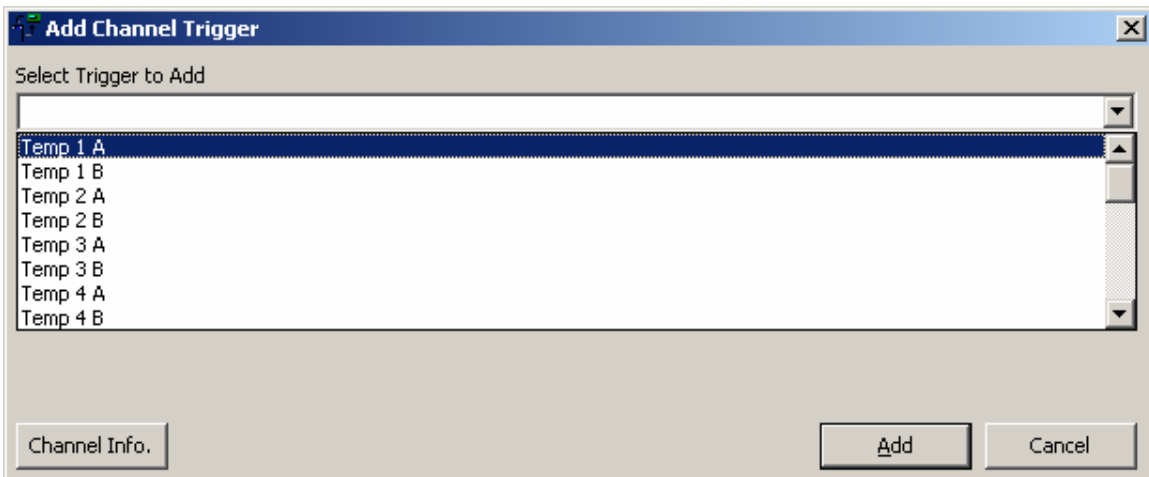 Add Channel Trigger
Select Trigger to Add
Temp 1 A
Temp 1 B
Temp 2 A
Temp 2 B
Temp 3 A
Temp 3 B
Temp 4 A
Temp 4 B
Channel Info. Add Cancel